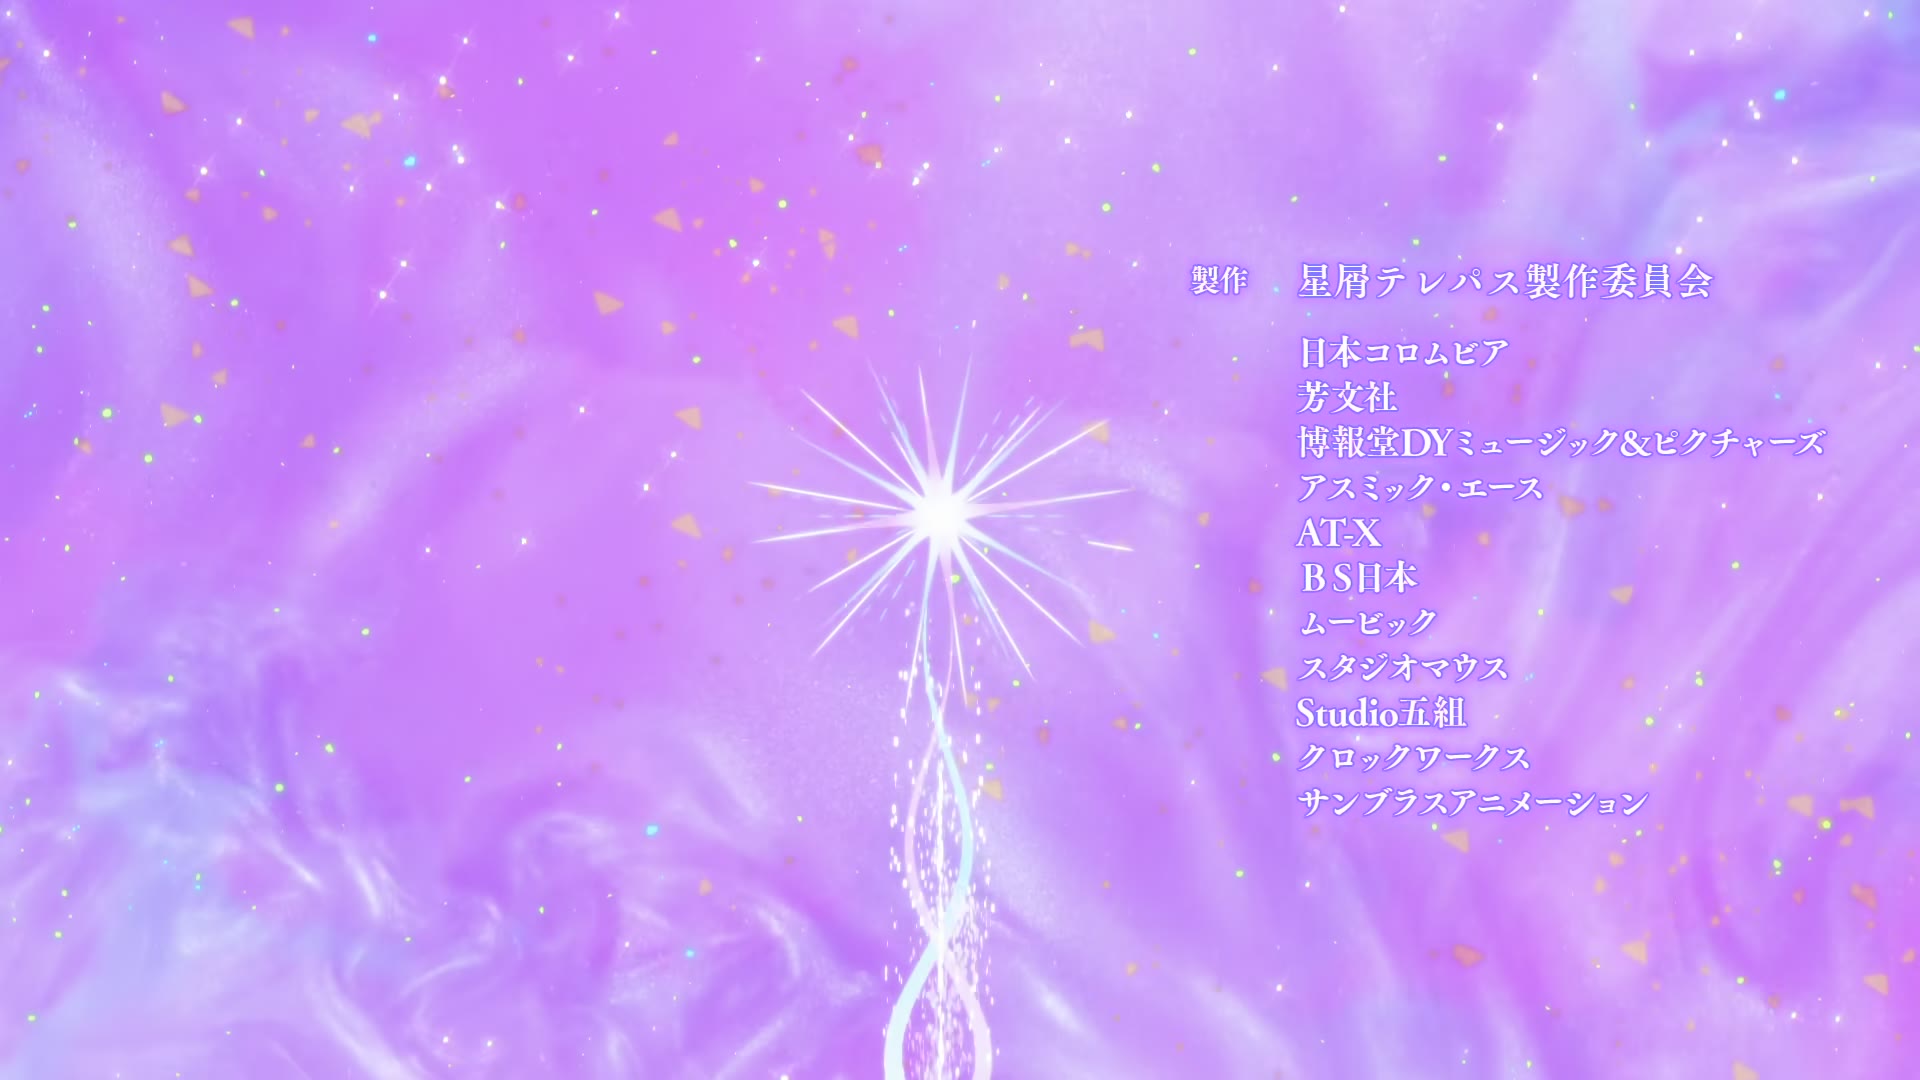 製作　星屑テレパス製作委員会
日本コロムビア
芳文社
博報堂DYミュージック&ピクチャーズ
アスミック・エース
AT-X
ＢＳ日本
ムービック
スタジオマウス
Studio五組
クロックワークス
サンブラスアニメーション